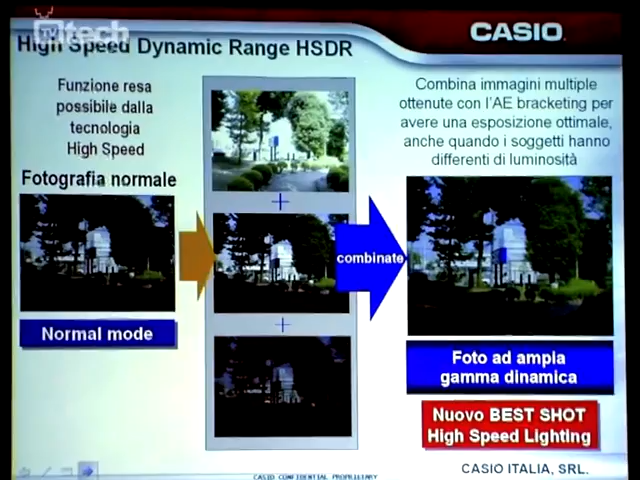 TV tech
CASIO
High Speed Dynamic Range HSDR
Funzione resa
possibile dalla
tecnologia
High Speed
Fotografia normale
Normal mode
+
+
combinate
Combina immagini multiple
ottenute con l'AE bracketing per
avere una esposizione ottimale,
anche quando i soggetti hanno
differenti di luminosità
Foto ad ampia
gamma dinamica
Nuovo BEST SHOT
High Speed Lighting
CASIO CONFIDENTIAL PROPRIETARY
CASIO ITALIA, SRL.